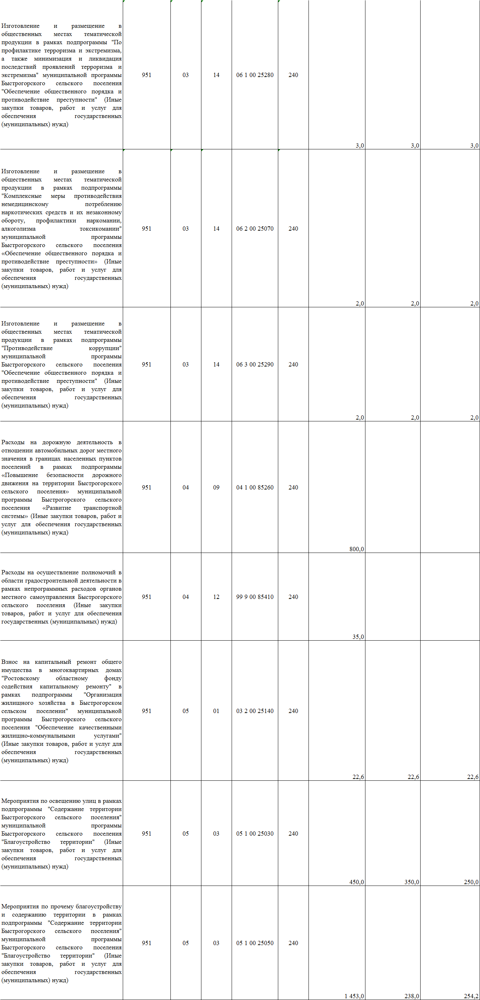 Изготовление и размещение в
общественных местах тематической
продукции в рамках подпрограммы "По
профилактике терроризма и экстремизма,
а также минимизация и ликвидация
последствий проявлений терроризма и
экстремизма" муниципальной программы
Быстрогорского сельского поселения
"Обеспечение общественного порядка и
противодействие преступности" (Иные
закупки товаров, работ и услуг для
обеспечения государственных
(муниципальных) нужд)
951 03 14 06 1 00 25280 240
3,0 3,0 3,0
Изготовление и размещение в
общественных местах тематической
продукции в рамках подпрограммы
"Комплексные меры противодействия
немедицинскому потреблению
наркотических средств и их незаконному
обороту, профилактики наркомании,
алкоголизма токсикомании"
муниципальной программы
Быстрогорского сельского поселения
«Обеспечение общественного порядка и
противодействие преступности» (Иные
закупки товаров, работ и услуг для
обеспечения государственных
(муниципальных) нужд)
951 03 14 06 2 00 25070 240
2,0 2,0 2,0
Изготовление и размещение в
общественных местах тематической
продукции в рамках подпрограммы
"Противодействие коррупции"
муниципальной программы
Быстрогорского сельского поселения
"Обеспечение общественного порядка и
противодействие преступности" (Иные
закупки товаров, работ и услуг для
обеспечения государственных
(муниципальных) нужд)
951 03 14 06 3 00 25290 240
2,0 2,0 2,0
Расходы на дорожную деятельность в
отношении автомобильных дорог местного
значения в границах населенных пунктов
поселений в рамках подпрограммы
«Повышение безопасности дорожного
движения на территории Быстрогорского
сельского поселения» муниципальной
программы Быстрогорского сельского
поселения «Развитие транспортной
системы» (Иные закупки товаров, работ и
услуг для обеспечения государственных
(муниципальных) нужд)
951 04 09 04 1 00 85260 240
800,0
Расходы на осуществление полномочий в
области градостроительной деятельности в
рамках непрограммных расходов органов
местного самоуправления Быстрогорского
сельского поселения (Иные закупки
товаров, работ и услуг для обеспечения
государственных (муниципальных) нужд)
951 04 12 99 9 00 85410 240
35,0
Взнос на капитальный ремонт общего
имущества в многоквартирных домах
"Ростовскому областному фонду
содействия капитальному ремонту" в
рамках подпрограммы "Организация
жилищного хозяйства в Быстрогорском
сельском поселении" муниципальной
программы Быстрогорского сельского
поселения "Обеспечение качественными
жилищно-коммунальными услугами"
(Иные закупки товаров, работ и услуг для
обеспечения государственных
(муниципальных) нужд)
951 05 01 03 2 00 25140 240
22,6 22,6 22,6
Мероприятия по освещению улиц в рамках
подпрограммы "Содержание территории
Быстрогорского сельского поселения"
муниципальной программы
Быстрогорского сельского поселения
"Благоустройство территории" (Иные
закупки товаров, работ и услуг для
обеспечения государственных
(муниципальных) нужд)
951 05 03 05 1 00 25030 240
450,0 350,0 250,0
Мероприятия по прочему благоустройству
и содержанию территории в рамках
подпрограммы "Содержание территории
Быстрогорского сельского поселения"
муниципальной программы
Быстрогорского сельского поселения
"Благоустройство территории" (Иные
закупки товаров, работ и услуг для
обеспечения государственных
(муниципальных) нужд)
951 05 03 05 1 00 25050 240
1 453,0 238,0 254,2